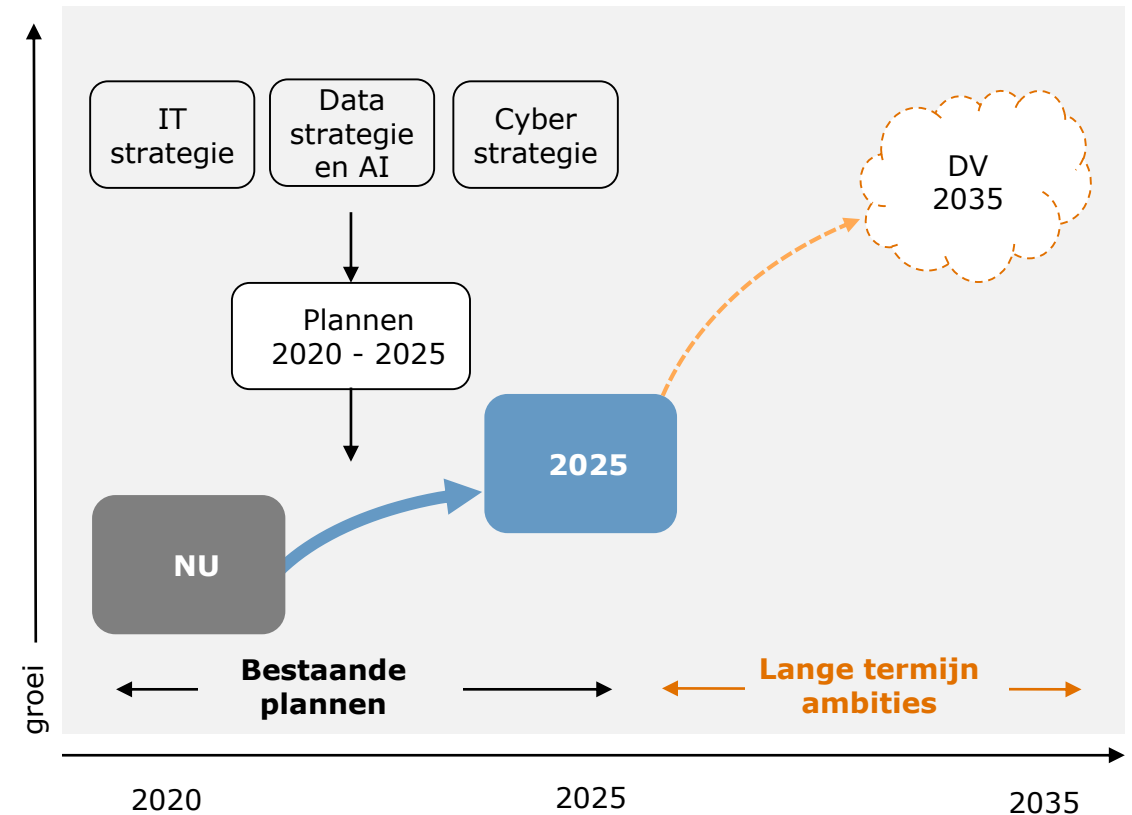 IT
strategie
Data
strategie
en AI
Cyber
strategie
DV
2035
Plannen
2020 - 2025
2025
NU
groei
Bestaande
plannen
Lange termijn
ambities
2020
2025
2035